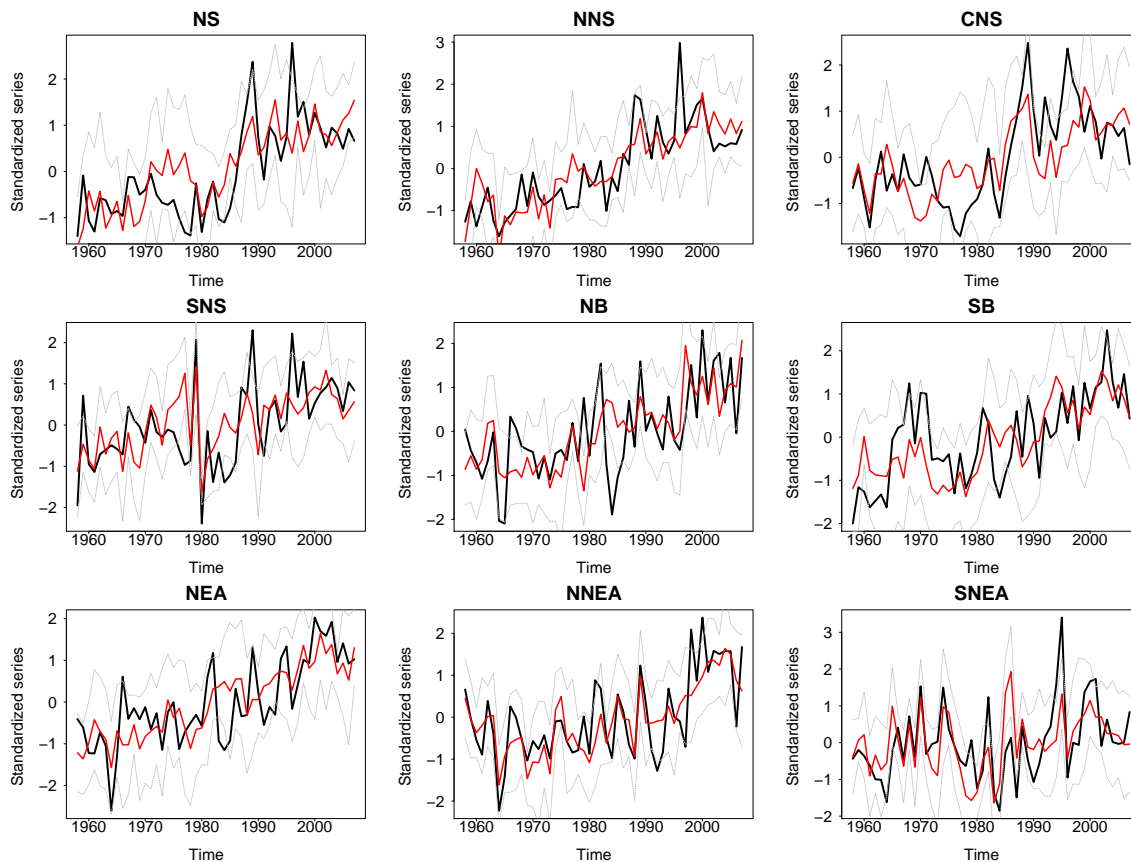 NS NNS CNS
Standardized series Standardized series Standardized series
2 3 2
1 2 1
0 1 0
−1 0 −1
−1
1960 1970 1980 1990 2000 1960 1970 1980 1990 2000 1960 1970 1980 1990 2000
Time Time Time
SNS NB SB
Standardized series Standardized series Standardized series
2 2 2
1 1 1
0 0 0
−1 −1 −1
−2 −2 −2
1960 1970 1980 1990 2000 1960 1970 1980 1990 2000 1960 1970 1980 1990 2000
Time Time Time
NEA NNEA SNEA
Standardized series Standardized series Standardized series
2 2 3
1 1 2
0 0 1
−1 −1 0
−2 −2 −1
−2
1960 1970 1980 1990 2000 1960 1970 1980 1990 2000 1960 1970 1980 1990 2000
Time Time Time